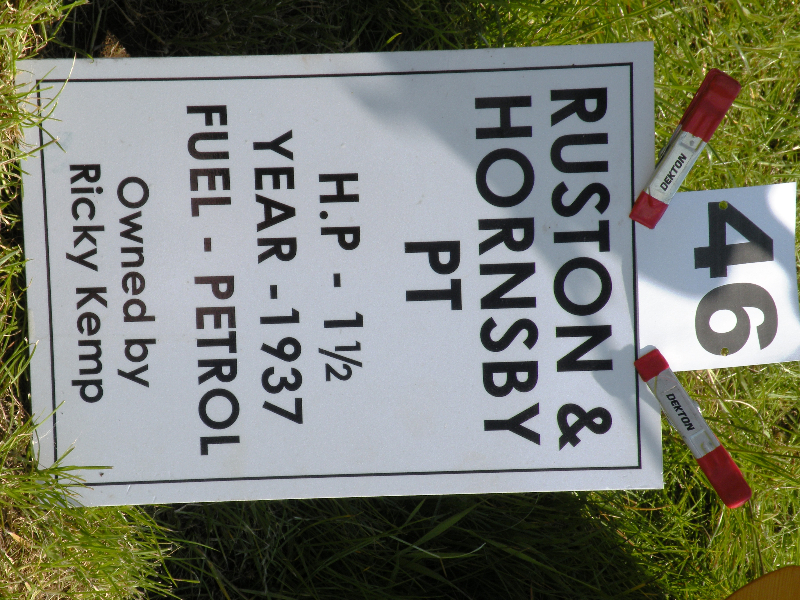 46
DEKTON
DEKTON
RUSTON &
HORNSBY
PT
H.P - 1½
YEAR - 1937
FUEL - PETROL
Owned by
Ricky Kemp